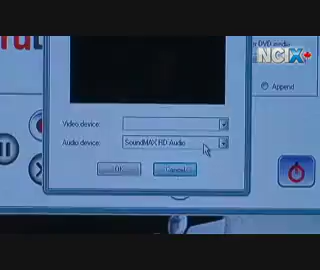 r DVD media
NCIX
Append
Video device:
Audio device:
SoundMAX HD Audio
OK
Cancel